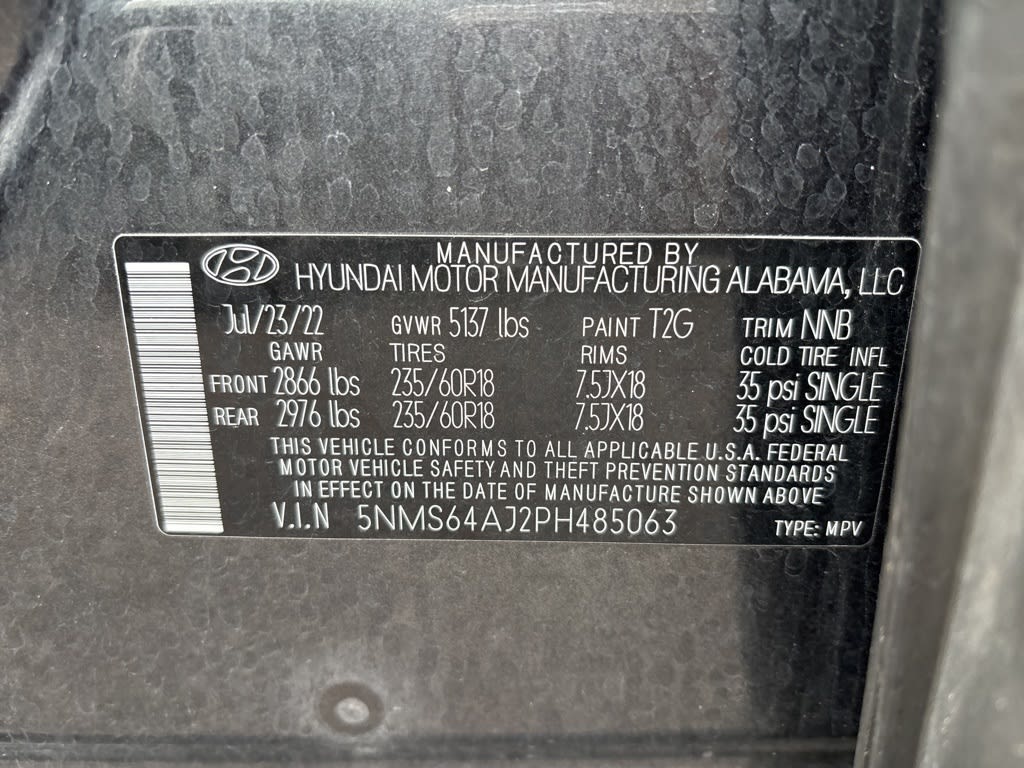 MANUFACTURED BY
HYUNDAI MOTOR MANUFACTURING ALABAMA, LLC
Jul/23/22 GVWR 5137 lbs PAINT T2G TRIM NNB
GAWR TIRES RIMS COLD TIRE INFL
FRONT 2866 lbs 235/60R18 7.5JX18 35 psi SINGLE
REAR 2976 lbs 235/60R18 7.5JX18 35 psi SINGLE
THIS VEHICLE CONFORMS TO ALL APPLICABLE U.S.A. FEDERAL
MOTOR VEHICLE SAFETY AND THEFT PREVENTION STANDARDS
IN EFFECT ON THE DATE OF MANUFACTURE SHOWN ABOVE.
V.I.N 5NMS64AJ2PH485063 TYPE: MPV